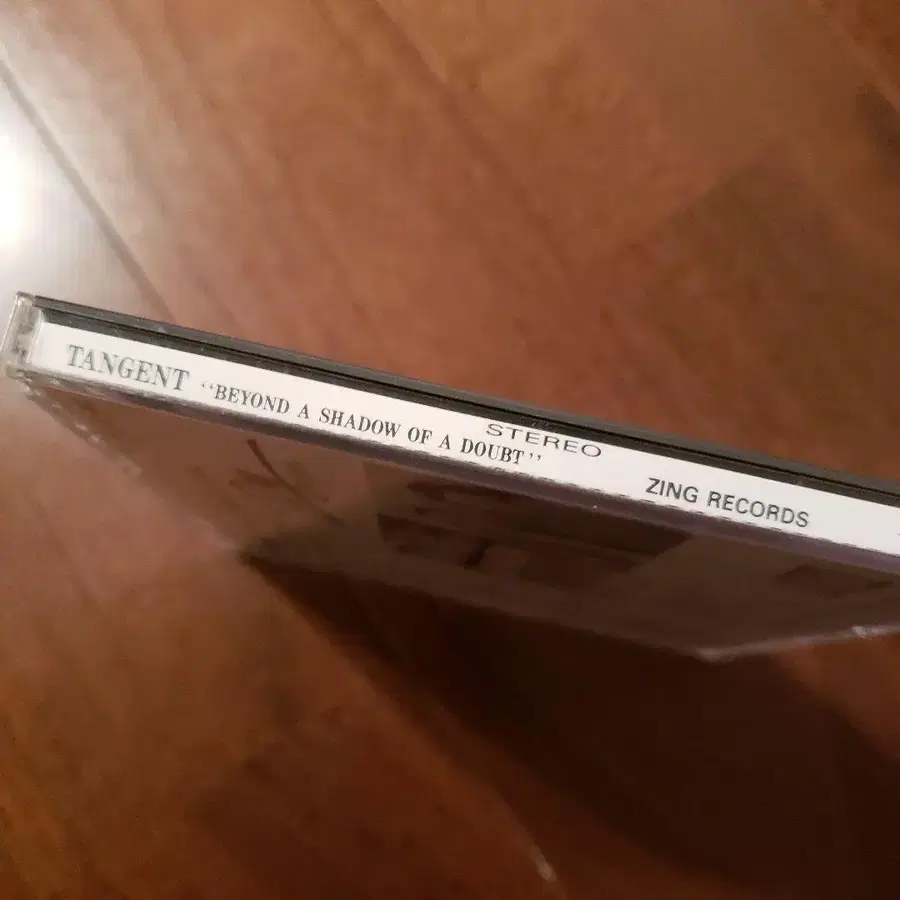 TANGENT "BEYOND A SHADOW OF A DOUBT"
STEREO
ZING RECORDS